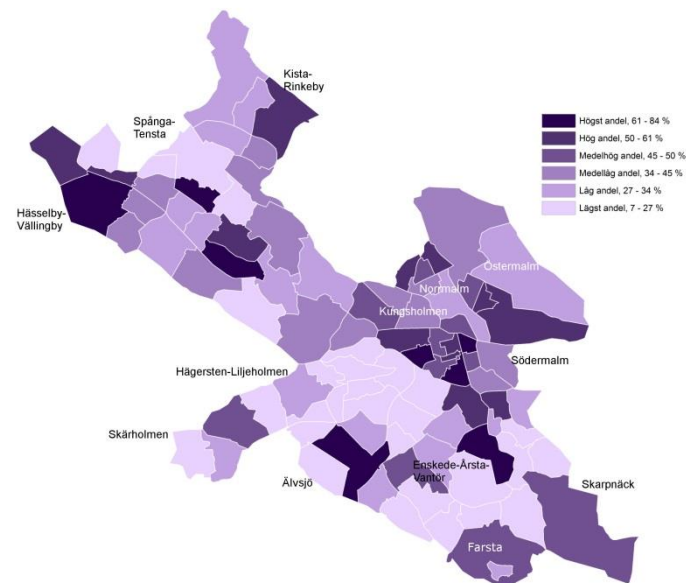 Kista-
Rinkeby
Spånga-
Tensta
Högst andel, 61 - 84 %
Hög andel, 50 - 61 %
Medelhög andel, 45 - 50 %
Medellåg andel, 34 - 45 %
Låg andel, 27 - 34 %
Lägst andel, 7 - 27 %
Hässelby-
Vällingby
Östermalm
Norrmalm
Kungsholmen
Södermalm
Hägersten-Liljeholmen
Skärholmen
Älvsjö
Enskede-Årsta-
Vantör
Skarpnäck
Farsta